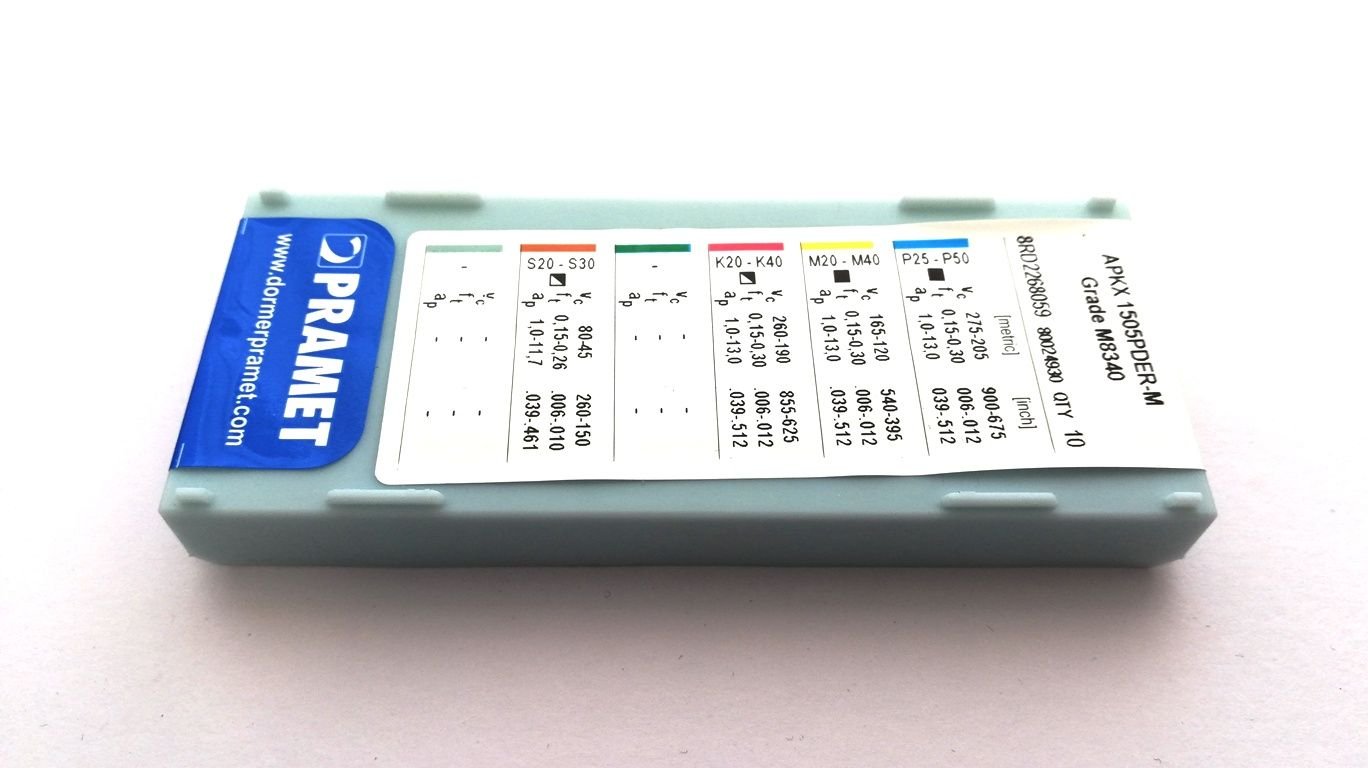 PRAMET
www.dormerpramet.com
APKX 1505PDER-M
Grade M8340
8RD2268059 80024930 QTY 10
[metric] [inch]
P25 - P50
vc 275-205 900-675
ft 0,15-0,30 .006-.012
ap 1,0-13,0 .039-.512
M20 - M40
vc 165-120 540-395
ft 0,15-0,30 .006-.012
ap 1,0-13,0 .039-.512
K20 - K40
vc 260-190 855-625
ft 0,15-0,30 .006-.012
ap 1,0-13,0 .039-.512
-
vc - -
ft - -
ap - -
S20 - S30
vc 80-45 260-150
ft 0,15-0,26 .006-.010
ap 1,0-11,7 .039-.461
-
vc - -
ft - -
ap - -